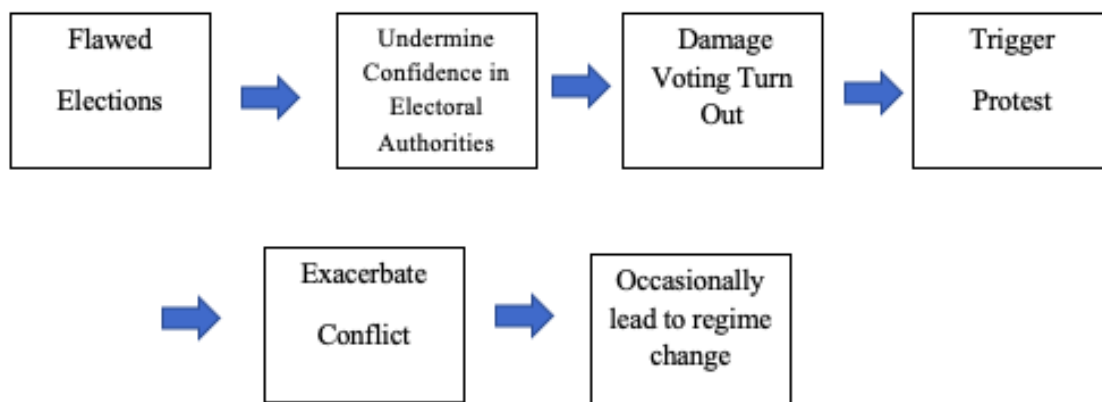 Flawed
Elections
Undermine
Confidence in
Electoral
Authorities
Damage
Voting Turn
Out
Trigger
Protest
Exacerbate
Conflict
Occasionally
lead to regime
change